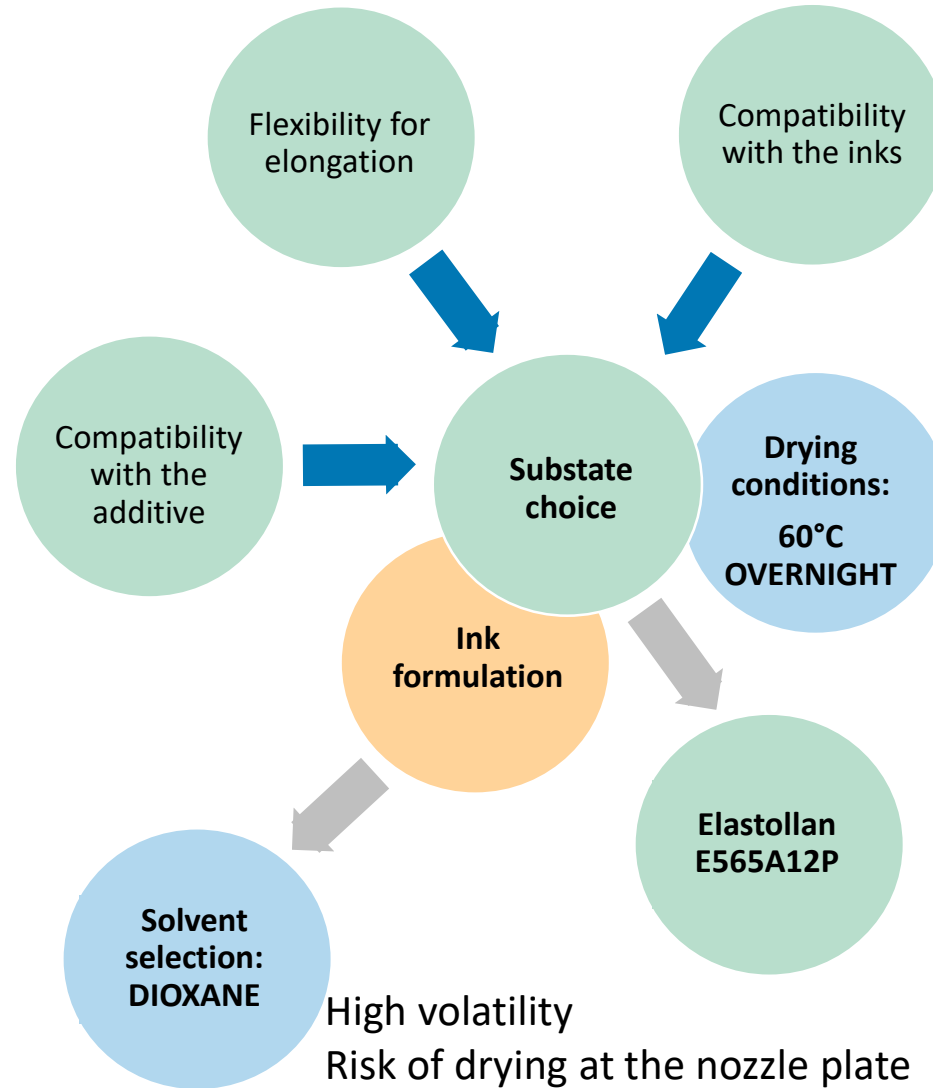 Flexibility for
elongation
Compatibility
with the inks
Compatibility
with the
additive
Substate
choice
Drying
conditions:
60°C
OVERNIGHT
Ink
formulation
Elastollan
E565A12P
Solvent
selection:
DIOXANE
High volatility
Risk of drying at the nozzle plate